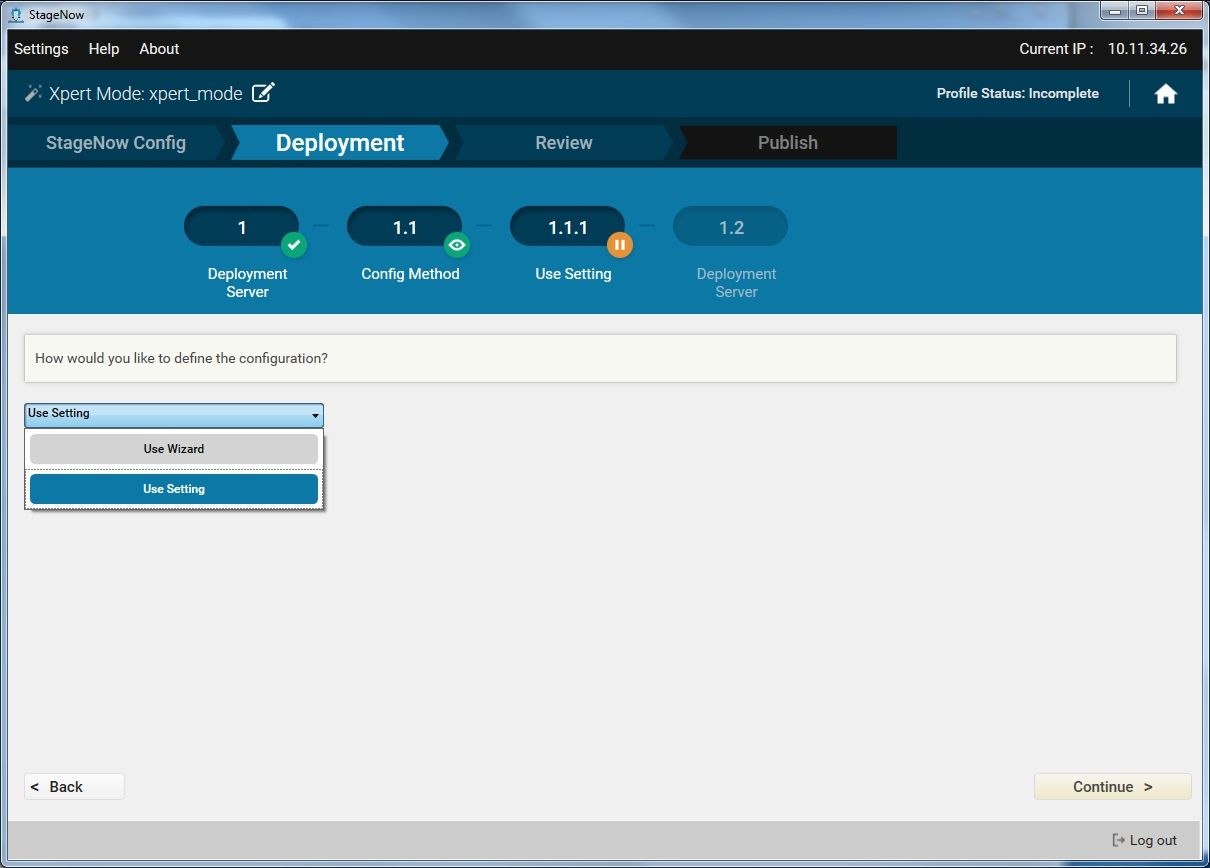 StageNow
Settings Help About Current IP : 10.11.34.26
Xpert Mode: xpert_mode Profile Status: Incomplete
StageNow Config Deployment Review Publish
1 1.1 1.1.1 1.2
Deployment Server Config Method Use Setting Deployment Server
How would you like to define the configuration?
Use Setting
Use Wizard
Use Setting
< Back Continue >
Log out